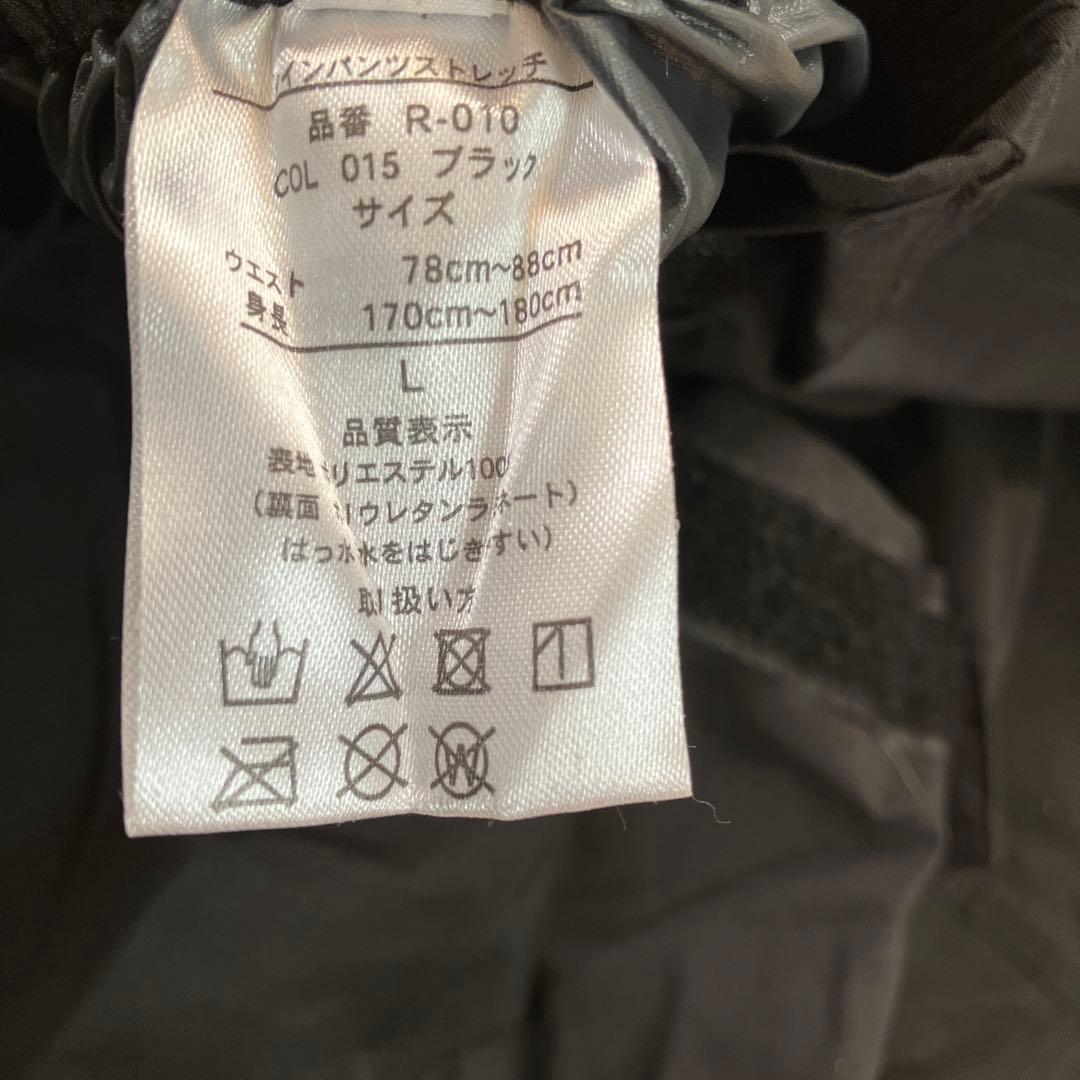 インパンツストレッチ
品番 R-010
COL 015 ブラック
サイズ
ウエスト 78cm~88cm
身長 170cm~180cm
L
品質表示
表地 リエステル100
(裏面 リウレタンラネート)
(はっ水水をはじきすい)
取扱い方
W